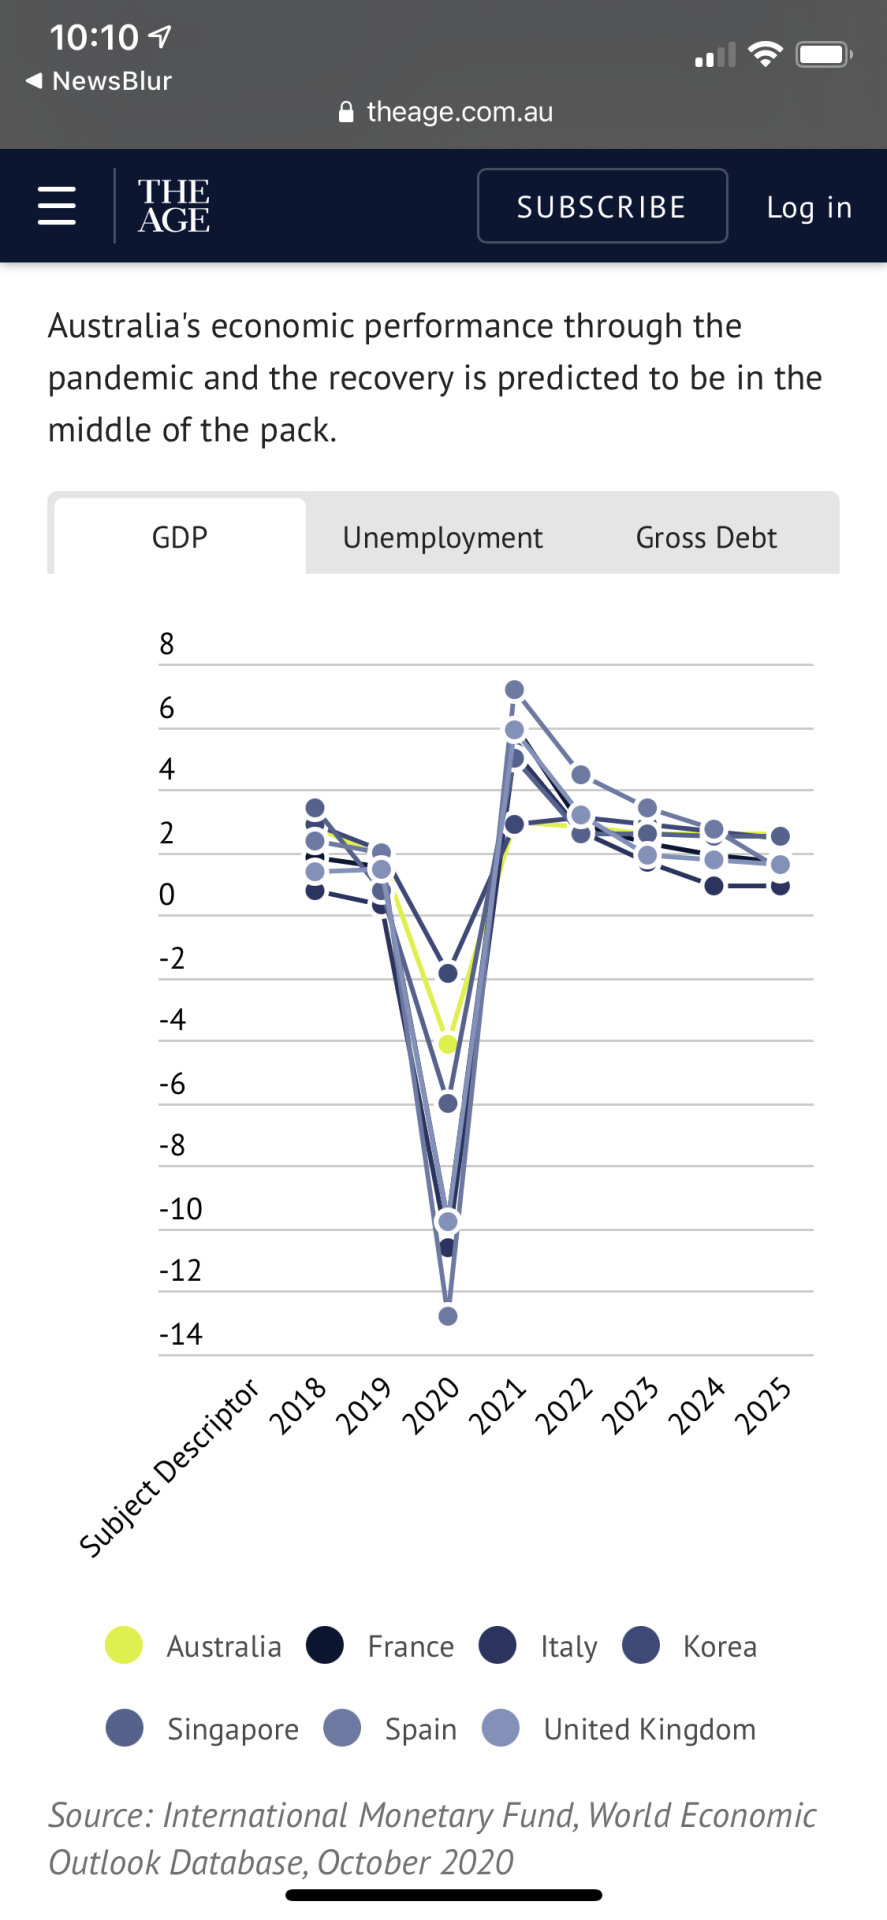 10:10
◀ NewsBlur
theage.com.au
THE
AGE
SUBSCRIBE
Log in
Australia's economic performance through the
pandemic and the recovery is predicted to be in the
middle of the pack.
GDP
Unemployment
Gross Debt
8
6
4
2
0
-2
-4
-6
-8
-10
-12
-14
Subject Descriptor
2018
2019
2020
2021
2022
2023
2024
2025
Australia
France
Italy
Korea
Singapore
Spain
United Kingdom
Source: International Monetary Fund, World Economic
Outlook Database, October 2020